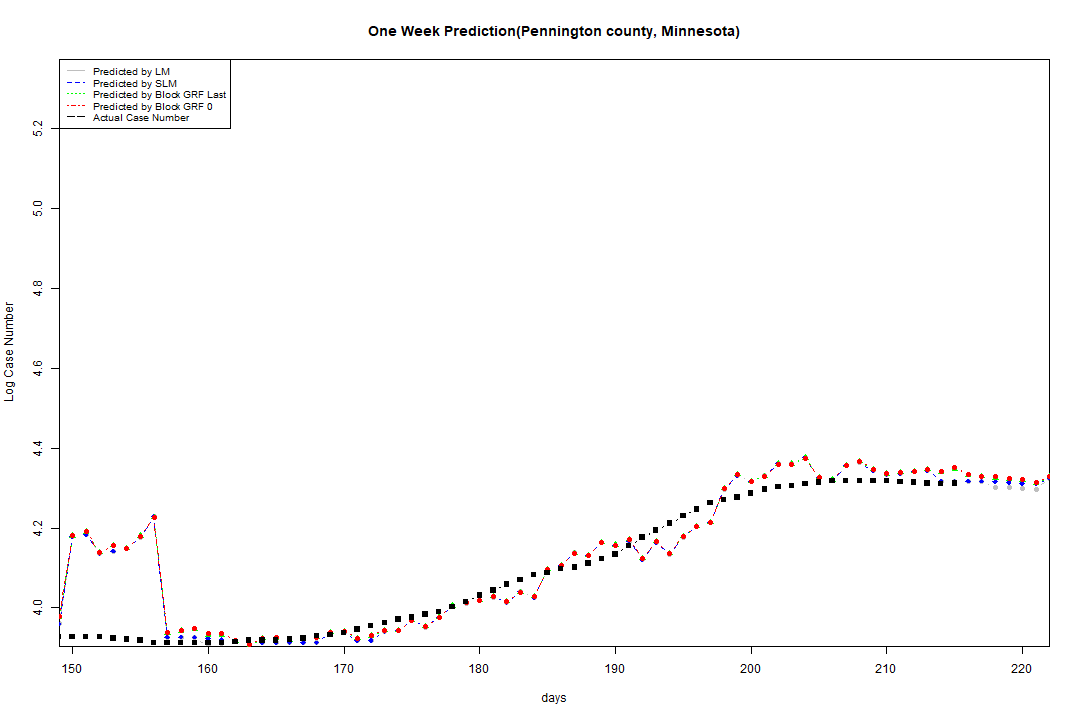 One Week Prediction(Pennington county, Minnesota)
Predicted by LM
Predicted by SLM
Predicted by Block GRF Last
Predicted by Block GRF 0
Actual Case Number
5.2
5.0
4.8
4.6
4.4
4.2
4.0
Log Case Number
150 160 170 180 190 200 210 220
days